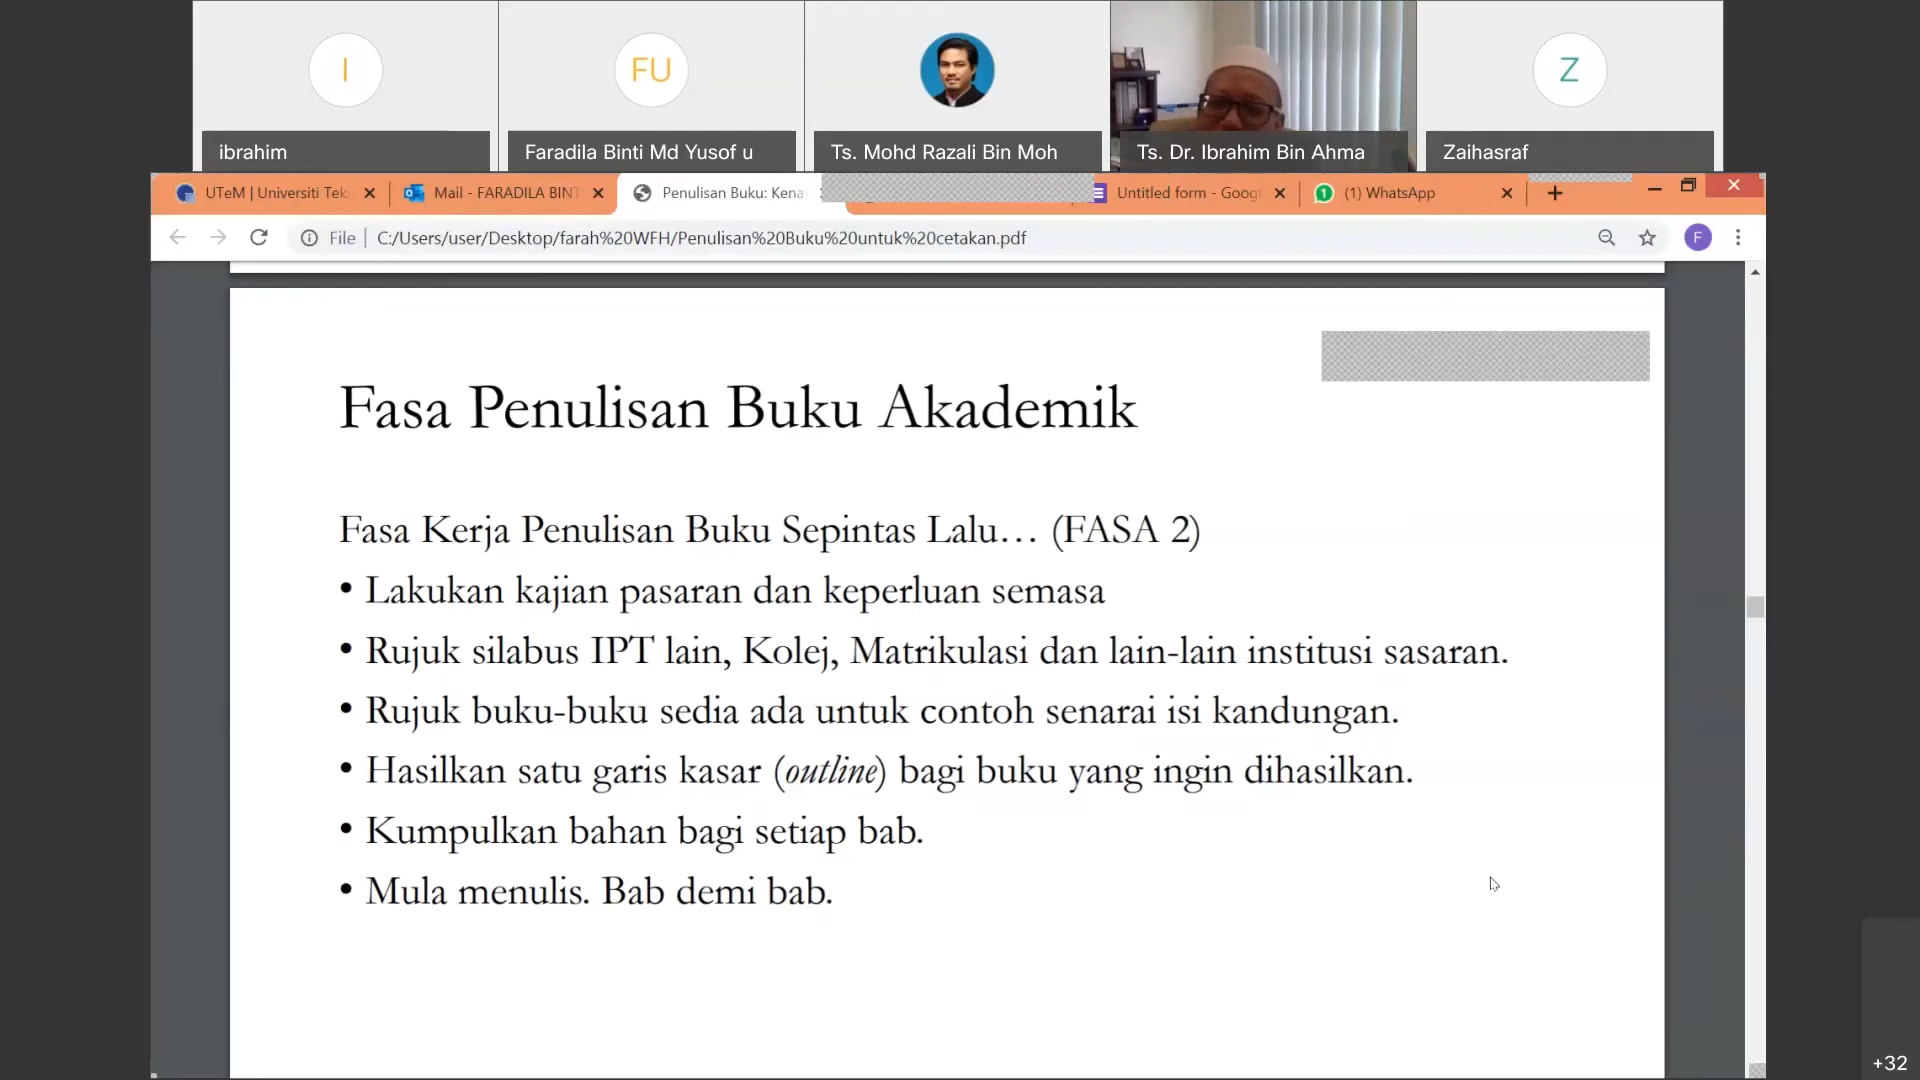 I
FU
Z
ibrahim
Faradila Binti Md Yusof u
Ts. Mohd Razali Bin Moh
Ts. Dr. Ibrahim Bin Ahma
Zaihasraf
UTeM | Universiti Tek
Mail - FARADILA BINT
Penulisan Buku: Kena
Untitled form - Goog
(1) WhatsApp
File
C:/Users/user/Desktop/farah%20WFH/Penulisan%20Buku%20untuk%20cetakan.pdf
F
Fasa Penulisan Buku Akademik
Fasa Kerja Penulisan Buku Sepintas Lalu… (FASA 2)
• Lakukan kajian pasaran dan keperluan semasa
• Rujuk silabus IPT lain, Kolej, Matrikulasi dan lain-lain institusi sasaran.
• Rujuk buku-buku sedia ada untuk contoh senarai isi kandungan.
• Hasilkan satu garis kasar (outline) bagi buku yang ingin dihasilkan.
• Kumpulkan bahan bagi setiap bab.
• Mula menulis. Bab demi bab.
+32